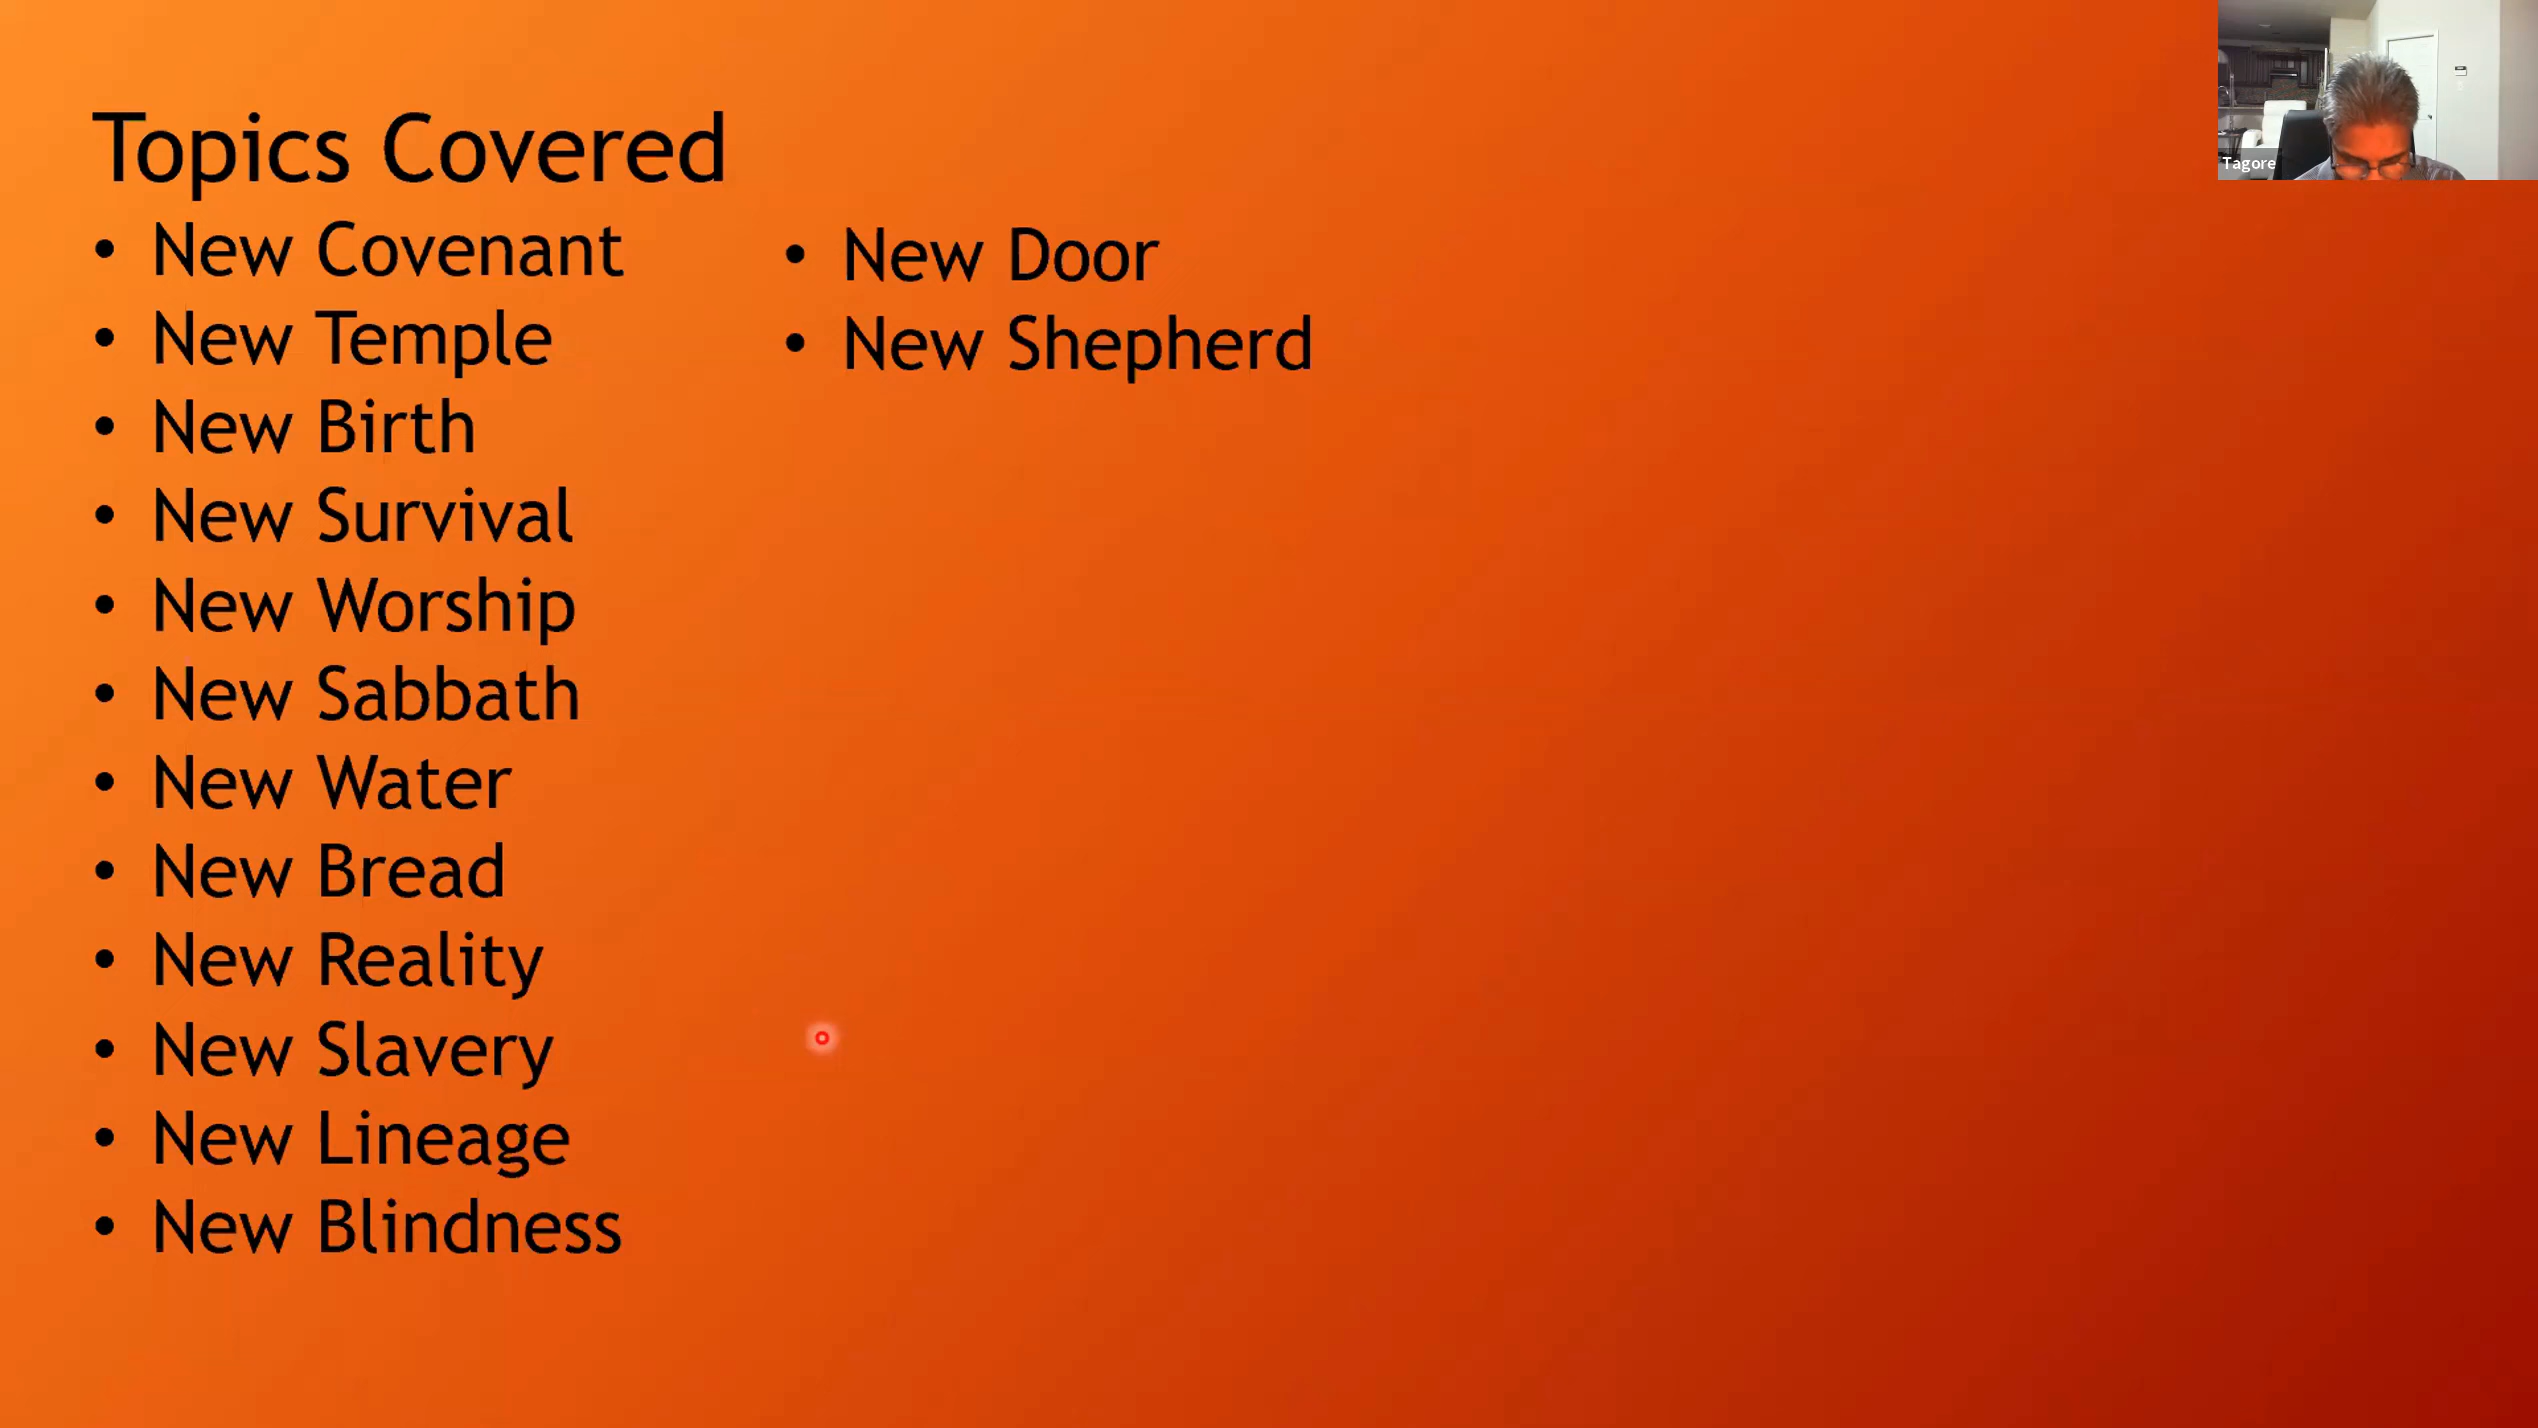 Topics Covered
• New Covenant
• New Temple
• New Birth
• New Survival
• New Worship
• New Sabbath
• New Water
• New Bread
• New Reality
• New Slavery
• New Lineage
• New Blindness
• New Door
• New Shepherd
Tagore